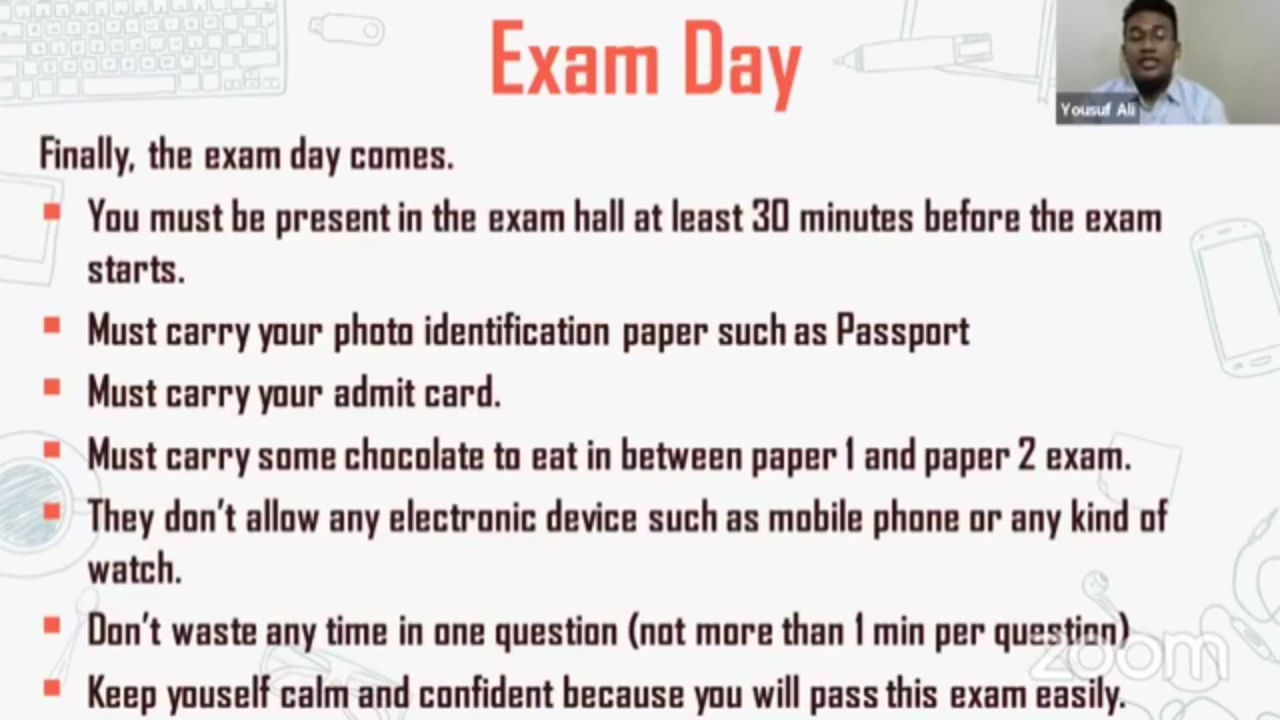 Exam Day
Yousuf Ali
Finally, the exam day comes.
You must be present in the exam hall at least 30 minutes before the exam
starts.
Must carry your photo identification paper such as Passport
Must carry your admit card.
Must carry some chocolate to eat in between paper 1 and paper 2 exam.
They don't allow any electronic device such as mobile phone or any kind of
watch.
Don't waste any time in one question (not more than 1 min per question)
zoom
Keep youself calm and confident because you will pass this exam easily.